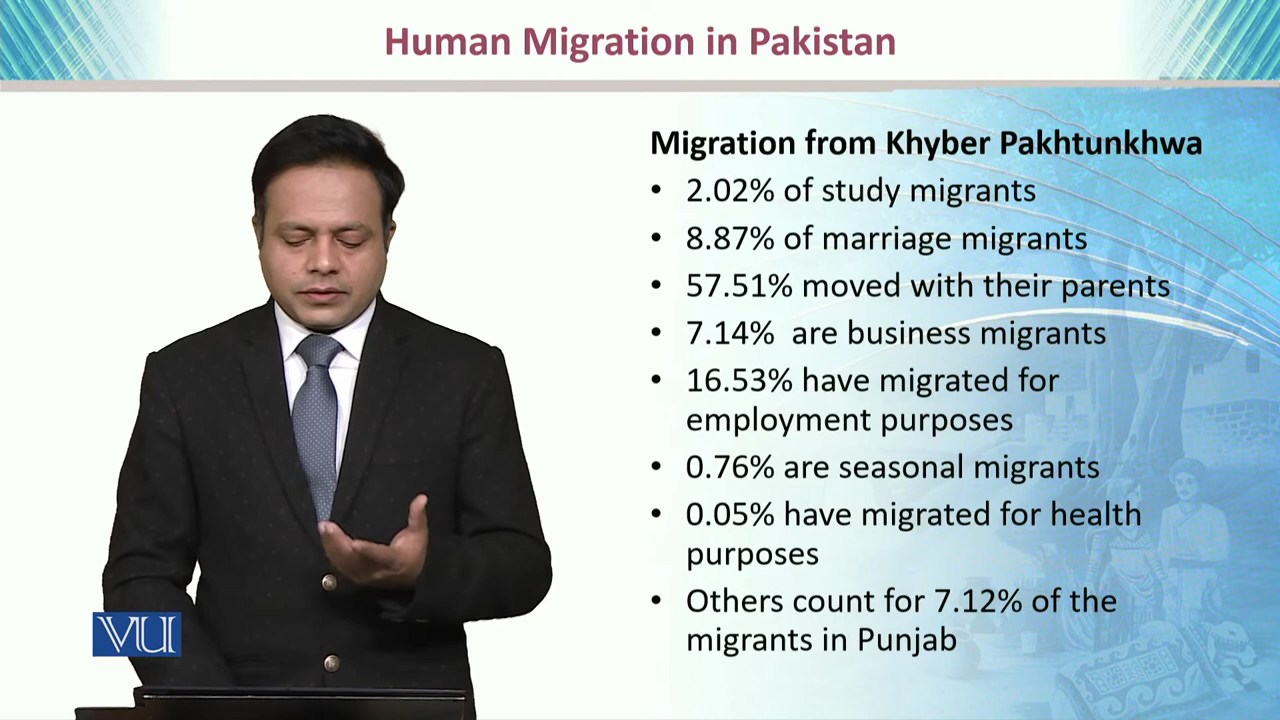 Human Migration in Pakistan
Migration from Khyber Pakhtunkhwa
• 2.02% of study migrants
• 8.87% of marriage migrants
• 57.51% moved with their parents
• 7.14% are business migrants
• 16.53% have migrated for
employment purposes
• 0.76% are seasonal migrants
• 0.05% have migrated for health
purposes
• Others count for 7.12% of the
migrants in Punjab
VU